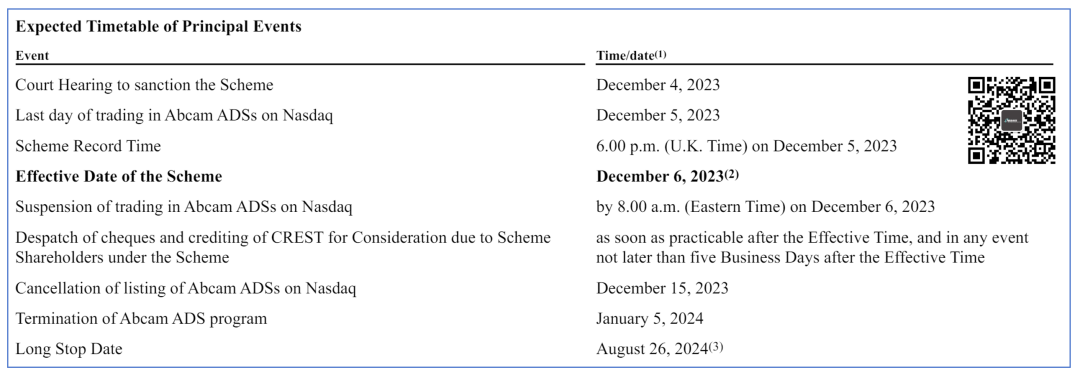 Expected Timetable of Principal Events
Event Time/date(1)
Court Hearing to sanction the Scheme December 4, 2023
Last day of trading in Abcam ADSs on Nasdaq December 5, 2023
Scheme Record Time 6.00 p.m. (U.K. Time) on December 5, 2023
Effective Date of the Scheme December 6, 2023(2)
Suspension of trading in Abcam ADSs on Nasdaq by 8.00 a.m. (Eastern Time) on December 6, 2023
Despatch of cheques and crediting of CREST for Consideration due to Scheme as soon as practicable after the Effective Time, and in any event
Shareholders under the Scheme not later than five Business Days after the Effective Time
Cancellation of listing of Abcam ADSs on Nasdaq December 15, 2023
Termination of Abcam ADS program January 5, 2024
Long Stop Date August 26, 2024(3)